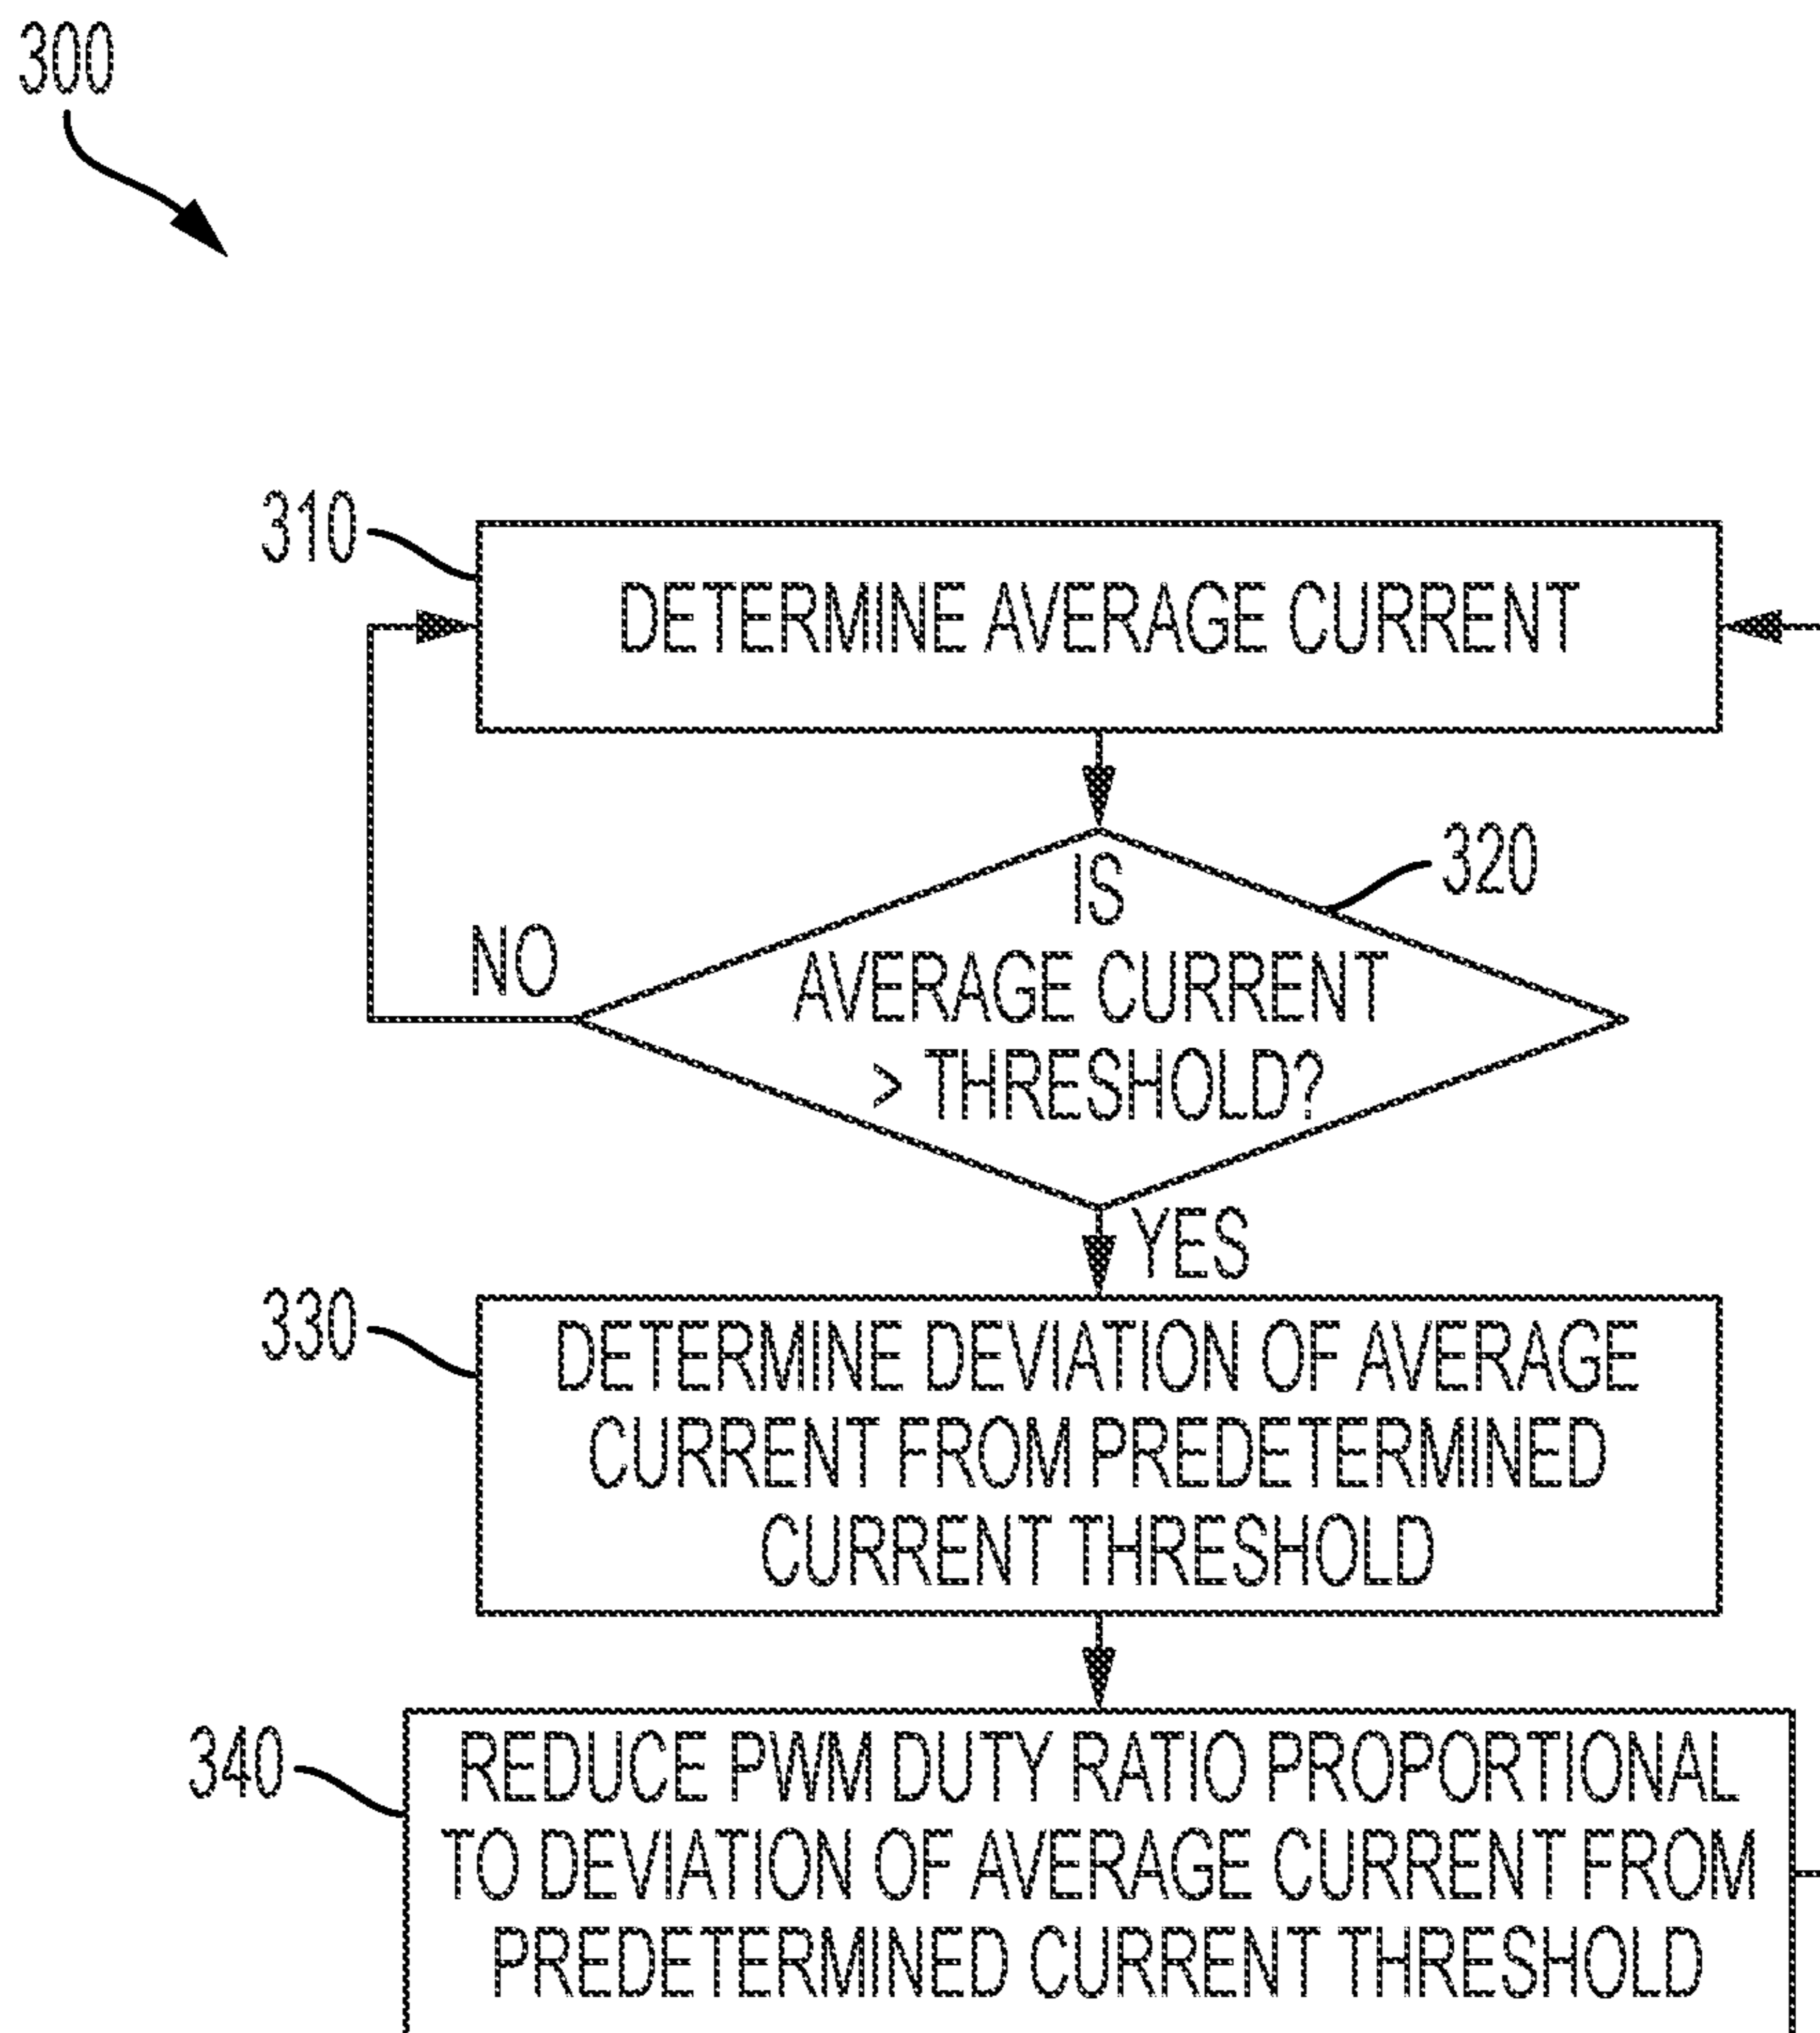 300
310
DETERMINE AVERAGE CURRENT
320
IS
AVERAGE CURRENT
> THRESHOLD?
NO
YES
330
DETERMINE DEVIATION OF AVERAGE
CURRENT FROM PREDETERMINED
CURRENT THRESHOLD
340
REDUCE PWM DUTY RATIO PROPORTIONAL
TO DEVIATION OF AVERAGE CURRENT FROM
PREDETERMINED CURRENT THRESHOLD